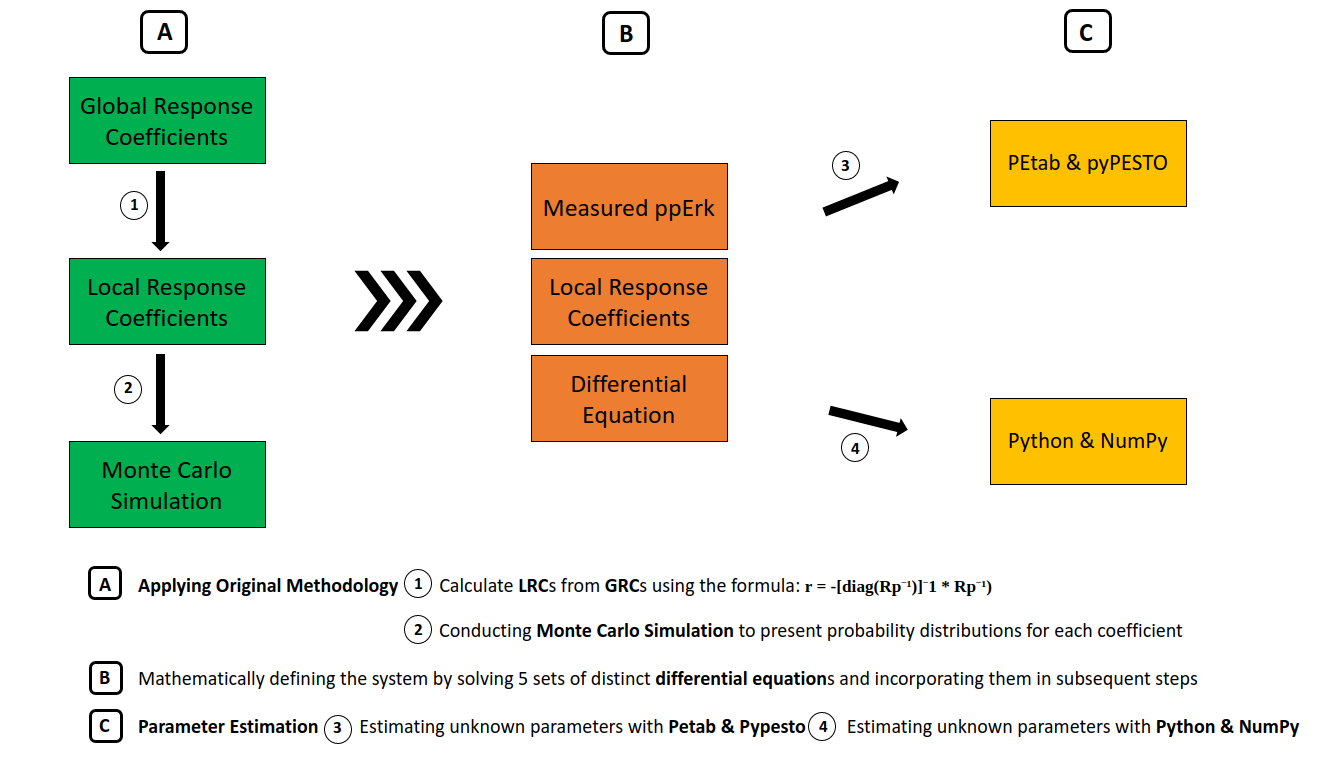 A
B
C
Global Response
Coefficients
1
Local Response
Coefficients
2
Monte Carlo
Simulation
Measured ppErk
Local Response
Coefficients
Differential
Equation
3
PEtab & pyPESTO
4
Python & NumPy
A Applying Original Methodology 1 Calculate LRCs from GRCs using the formula: r = -[diag(Rp⁻¹)]⁻1 * Rp⁻¹)
2 Conducting Monte Carlo Simulation to present probability distributions for each coefficient
B Mathematically defining the system by solving 5 sets of distinct differential equations and incorporating them in subsequent steps
C Parameter Estimation 3 Estimating unknown parameters with Petab & Pypesto 4 Estimating unknown parameters with Python & NumPy